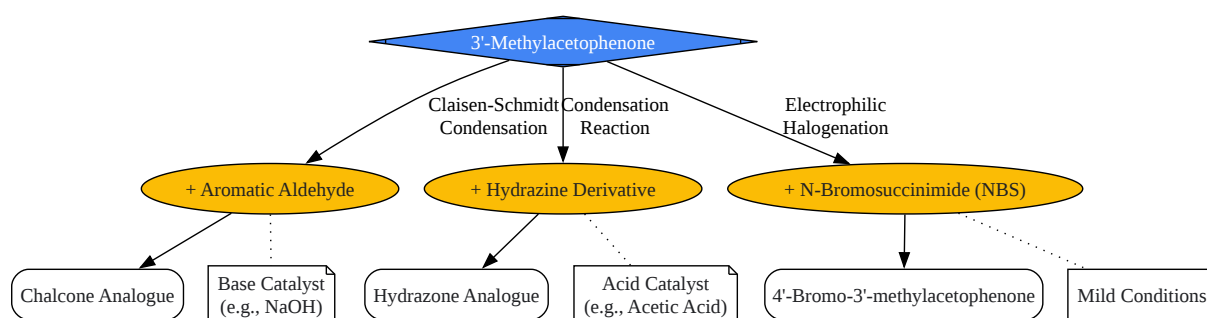 3'-Methylacetophenone
Claisen-Schmidt
Condensation
Condensation
Reaction
Electrophilic
Halogenation
+ Aromatic Aldehyde
+ Hydrazine Derivative
+ N-Bromosuccinimide (NBS)
Chalcone Analogue
Base Catalyst
(e.g., NaOH)
Hydrazone Analogue
Acid Catalyst
(e.g., Acetic Acid)
4'-Bromo-3'-methylacetophenone
Mild Conditions